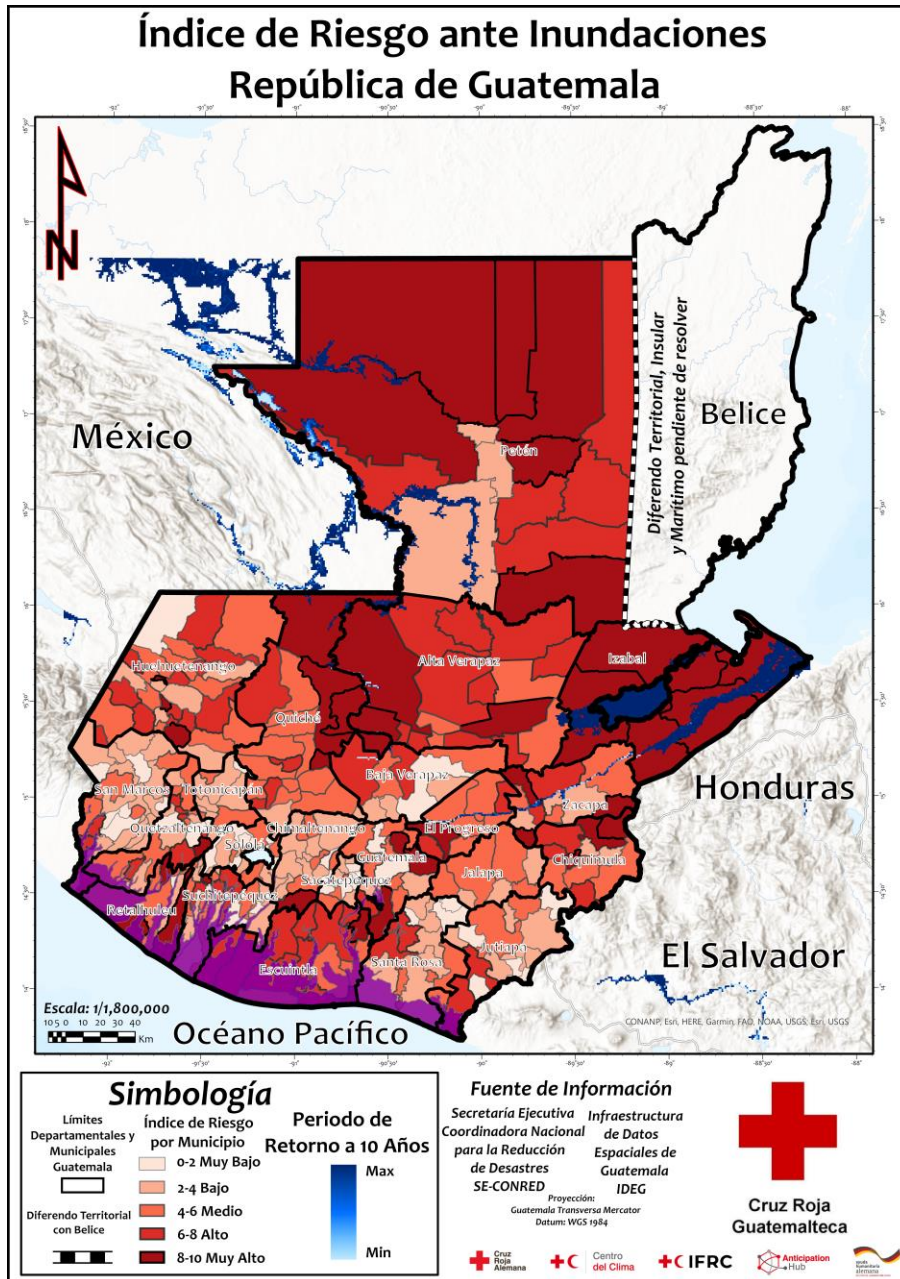 Índice de Riesgo ante Inundaciones
República de Guatemala
N
México
Belice
Diferendo Territorial, Insular
y Marítimo pendiente de resolver
Petén
Huehuetenango
Quiché
Alta Verapaz
Izabal
Baja Verapaz
San Marcos
Totonicapán
Zacapa
Honduras
Quetzaltenango
Sololá
Chimaltenango
El Progreso
Guatemala
Chiquimula
Sacatepéquez
Jalapa
Retalhuleu
Suchitepéquez
Escuintla
Santa Rosa
Jutiapa
El Salvador
Escala: 1/1,800,000
10 5 0 10 20 30 40
Km
Océano Pacífico
CONANP, Esri, HERE, Garmin, FAO, NOAA, USGS; Esri, USGS
Simbología
Límites
Departamentales y
Municipales
Guatemala
Diferendo Territorial
con Belice
Índice de Riesgo
por Municipio
0-2 Muy Bajo
2-4 Bajo
4-6 Medio
6-8 Alto
8-10 Muy Alto
Periodo de
Retorno a 10 Años
Max
Min
Fuente de Información
Secretaría Ejecutiva
Coordinadora Nacional
para la Reducción
de Desastres
SE-CONRED
Infraestructura
de Datos
Espaciales de
Guatemala
IDEG
Proyección:
Guatemala Transversa Mercator
Datum: WGS 1984
Cruz Roja
Guatemalteca
Cruz
Roja
Alemana
Centro
del Clima
IFRC
Anticipation
Hub